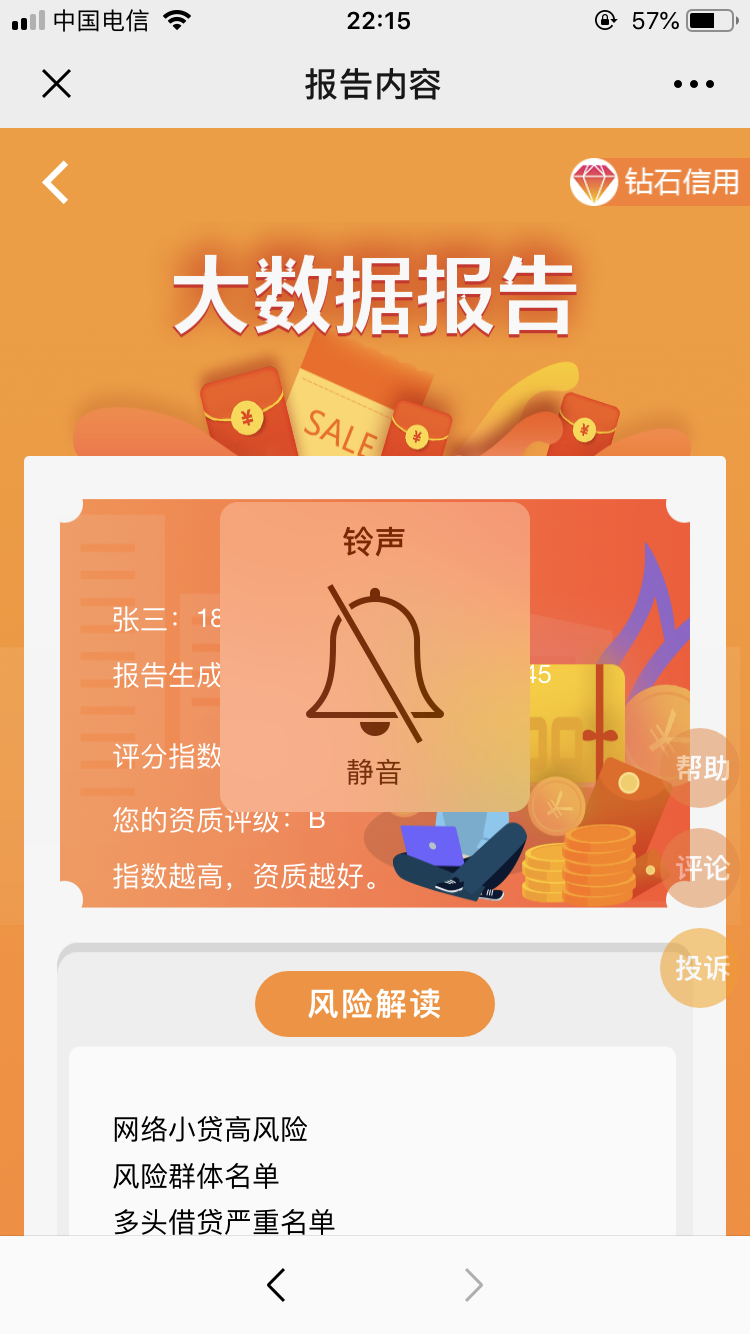 中国电信 22:15 57%
报告内容
钻石信用
大数据报告
SALE
铃声
张三：18
报告生成 45
评分指数
静音
帮助
您的资质评级：B
指数越高，资质越好。
评论
投诉
风险解读
网络小贷高风险
风险群体名单
多头借贷严重名单